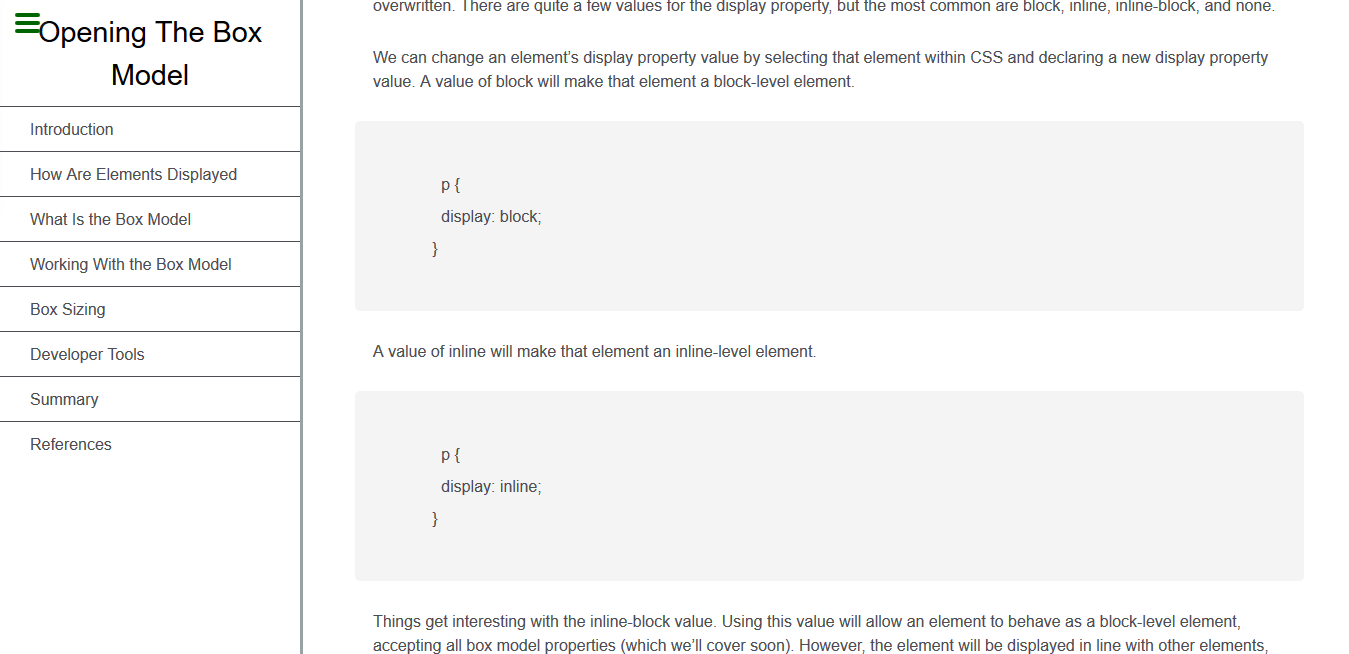 Opening The Box
Model
Introduction
How Are Elements Displayed
What Is the Box Model
Working With the Box Model
Box Sizing
Developer Tools
Summary
References
overwritten. There are quite a few values for the display property, but the most common are block, inline, inline-block, and none.
We can change an element’s display property value by selecting that element within CSS and declaring a new display property
value. A value of block will make that element a block-level element.
p {
display: block;
}
A value of inline will make that element an inline-level element.
p {
display: inline;
}
Things get interesting with the inline-block value. Using this value will allow an element to behave as a block-level element,
accepting all box model properties (which we’ll cover soon). However, the element will be displayed in line with other elements,